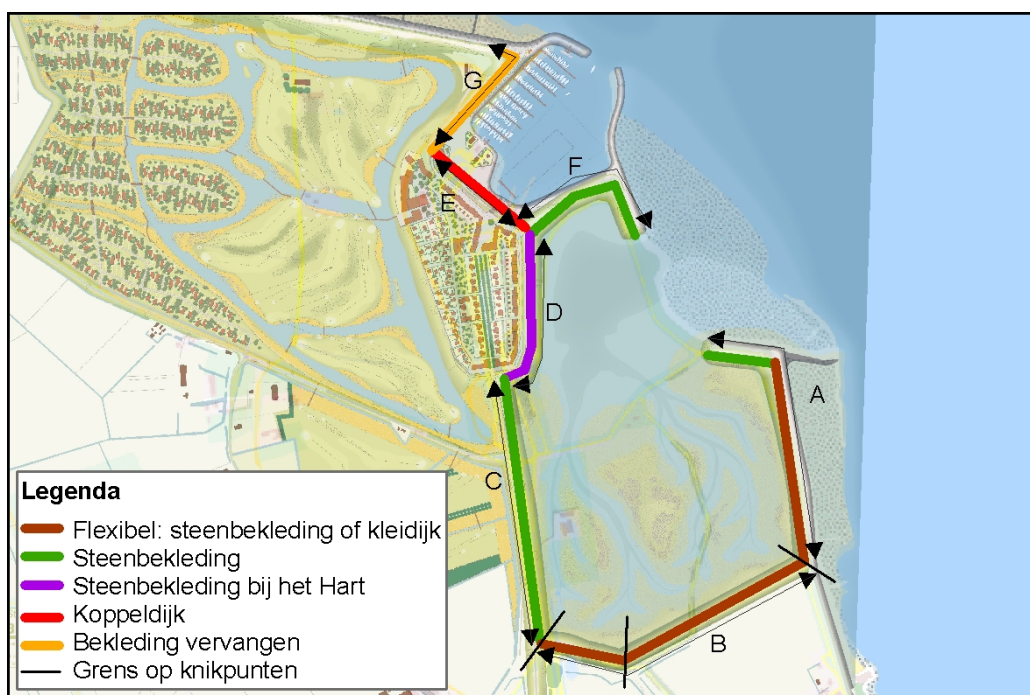 G
F
E
D
A
C
B
Legenda
Flexibel: steenbekleding of kleidijk
Steenbekleding
Steenbekleding bij het Hart
Koppeldijk
Bekleding vervangen
Grens op knikpunten